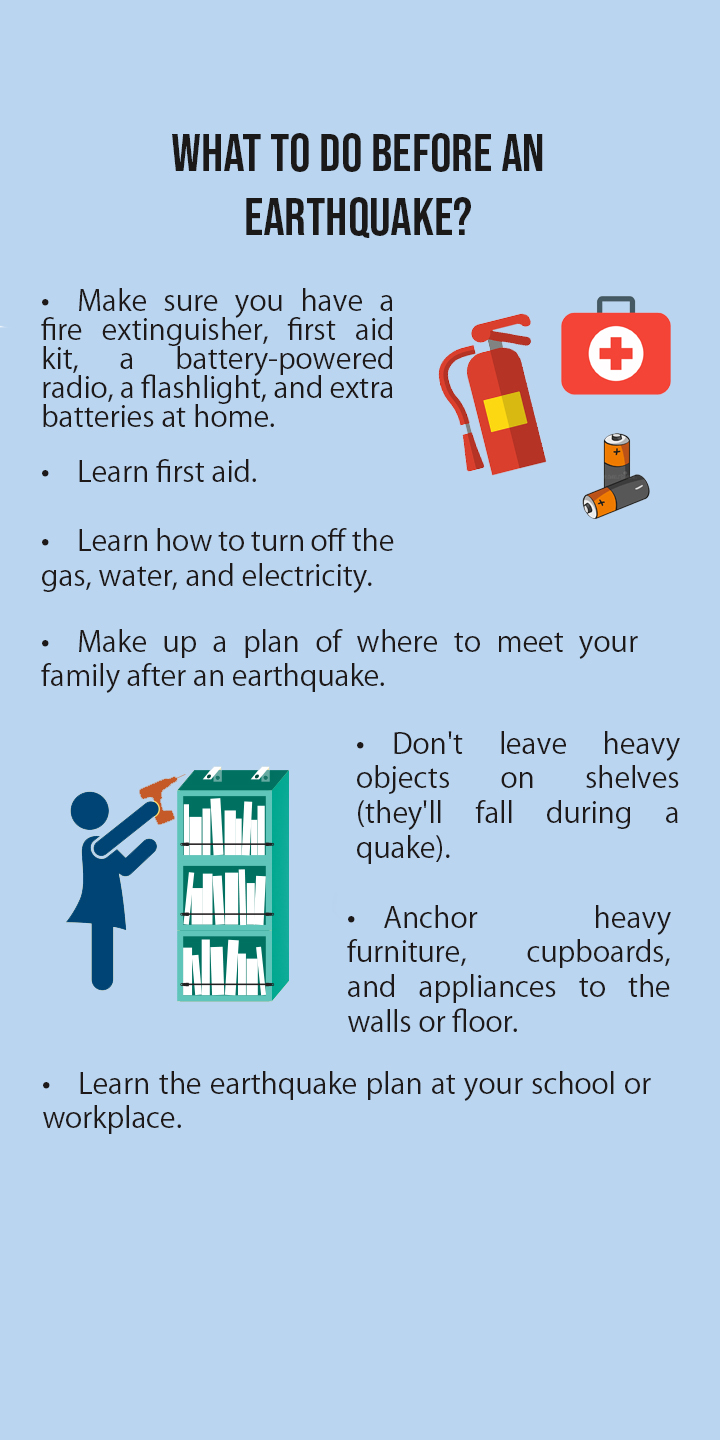 WHAT TO DO BEFORE AN
EARTHQUAKE?
• Make sure you have a
fire extinguisher, first aid
kit, a battery-powered
radio, a flashlight, and extra
batteries at home.
• Learn first aid.
• Learn how to turn off the
gas, water, and electricity.
• Make up a plan of where to meet your
family after an earthquake.
• Don't leave heavy
objects on shelves
(they'll fall during a
quake).
• Anchor heavy
furniture, cupboards,
and appliances to the
walls or floor.
• Learn the earthquake plan at your school or
workplace.